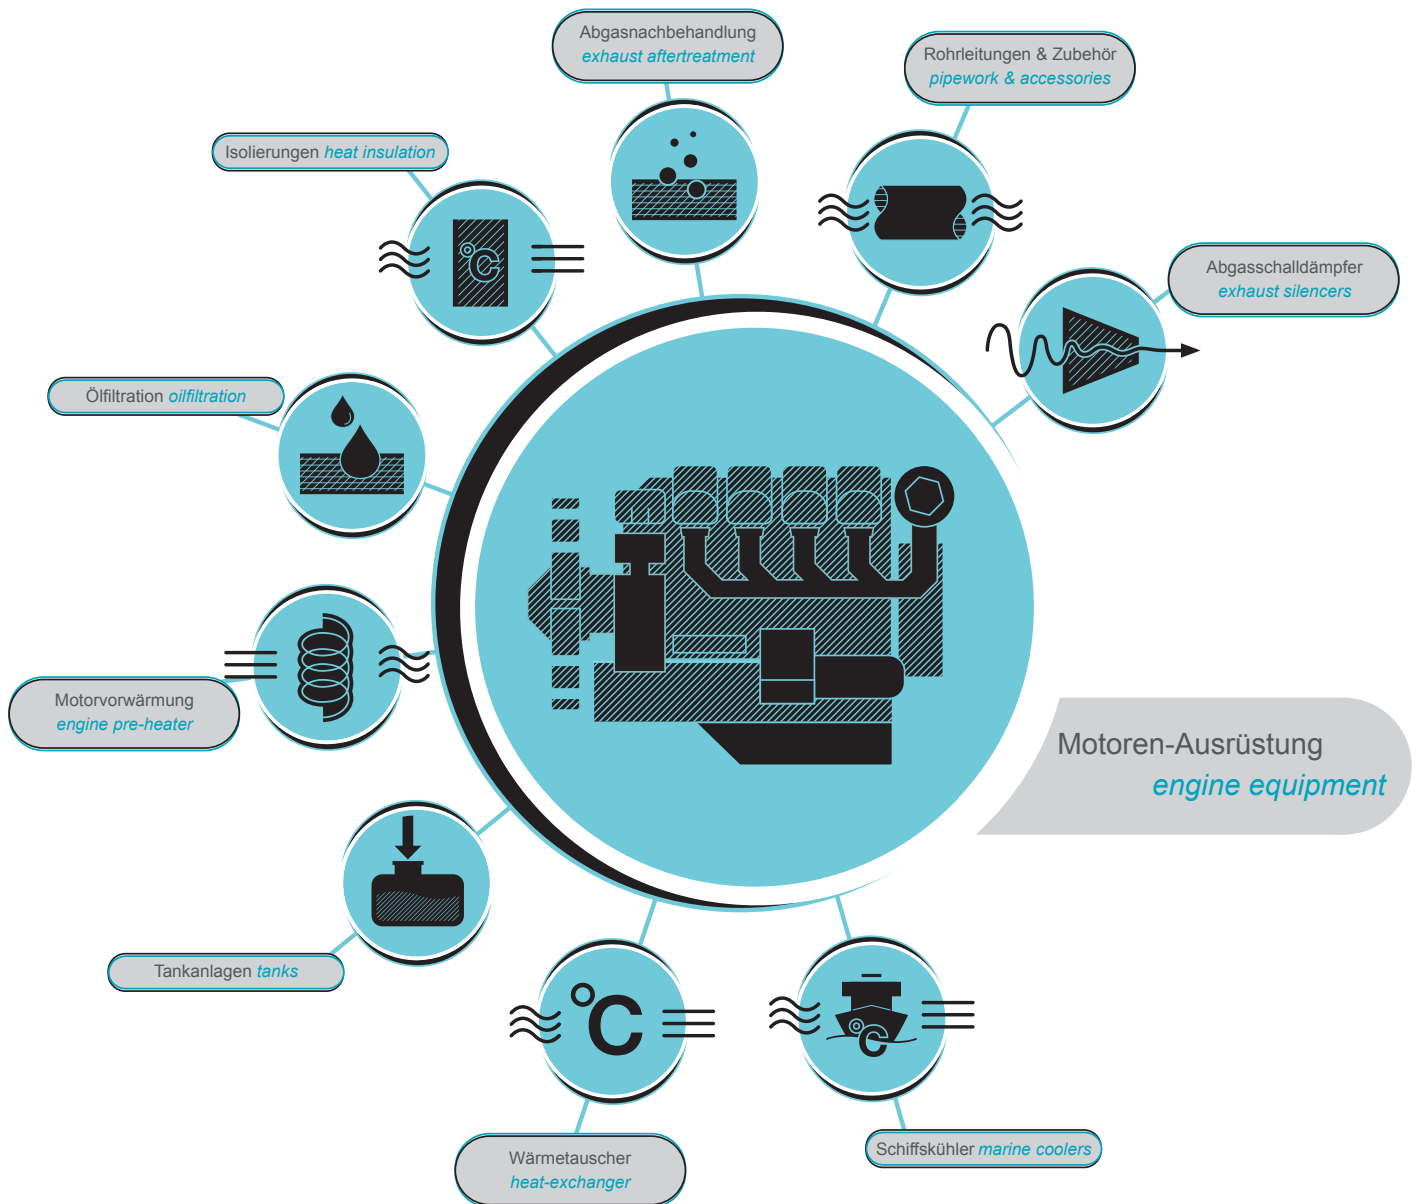 Abgasnachbehandlung
exhaust aftertreatment
Rohrleitungen & Zubehör
pipework & accessories
Isolierungen heat insulation
°C
Abgasschalldämpfer
exhaust silencers
Ölfiltration oilfiltration
Motorvorwärmung
engine pre-heater
Motoren-Ausrüstung
engine equipment
Tankanlagen tanks
°C
°C
Wärmetauscher
heat-exchanger
Schiffskühler marine coolers